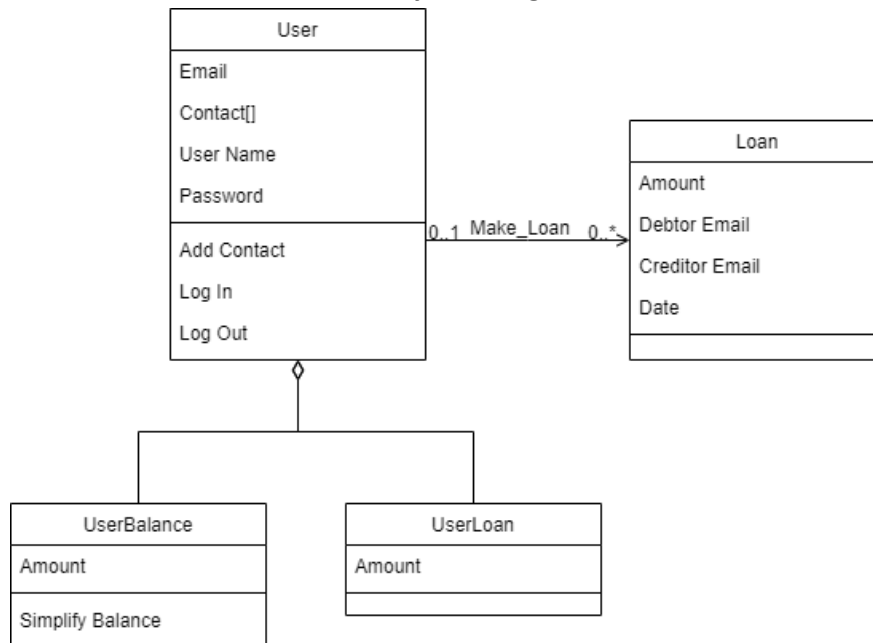 User
Email
Contact[]
User Name
Password
Add Contact
Log In
Log Out
0..1 Make_Loan 0..*
Loan
Amount
Debtor Email
Creditor Email
Date
UserBalance
Amount
Simplify Balance
UserLoan
Amount